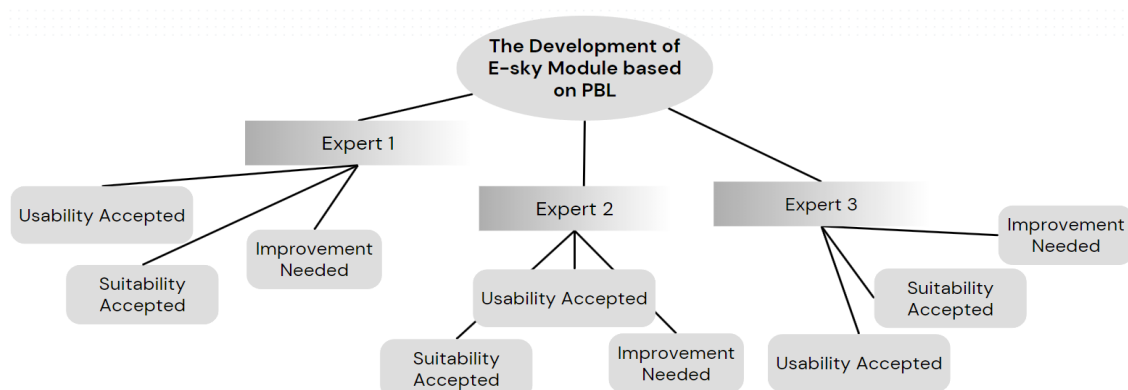 The Development of
E-sky Module based
on PBL
Expert 1
Usability Accepted
Suitability
Accepted
Improvement
Needed
Expert 2
Usability Accepted
Suitability
Accepted
Improvement
Needed
Expert 3
Improvement
Needed
Suitability
Accepted
Usability Accepted